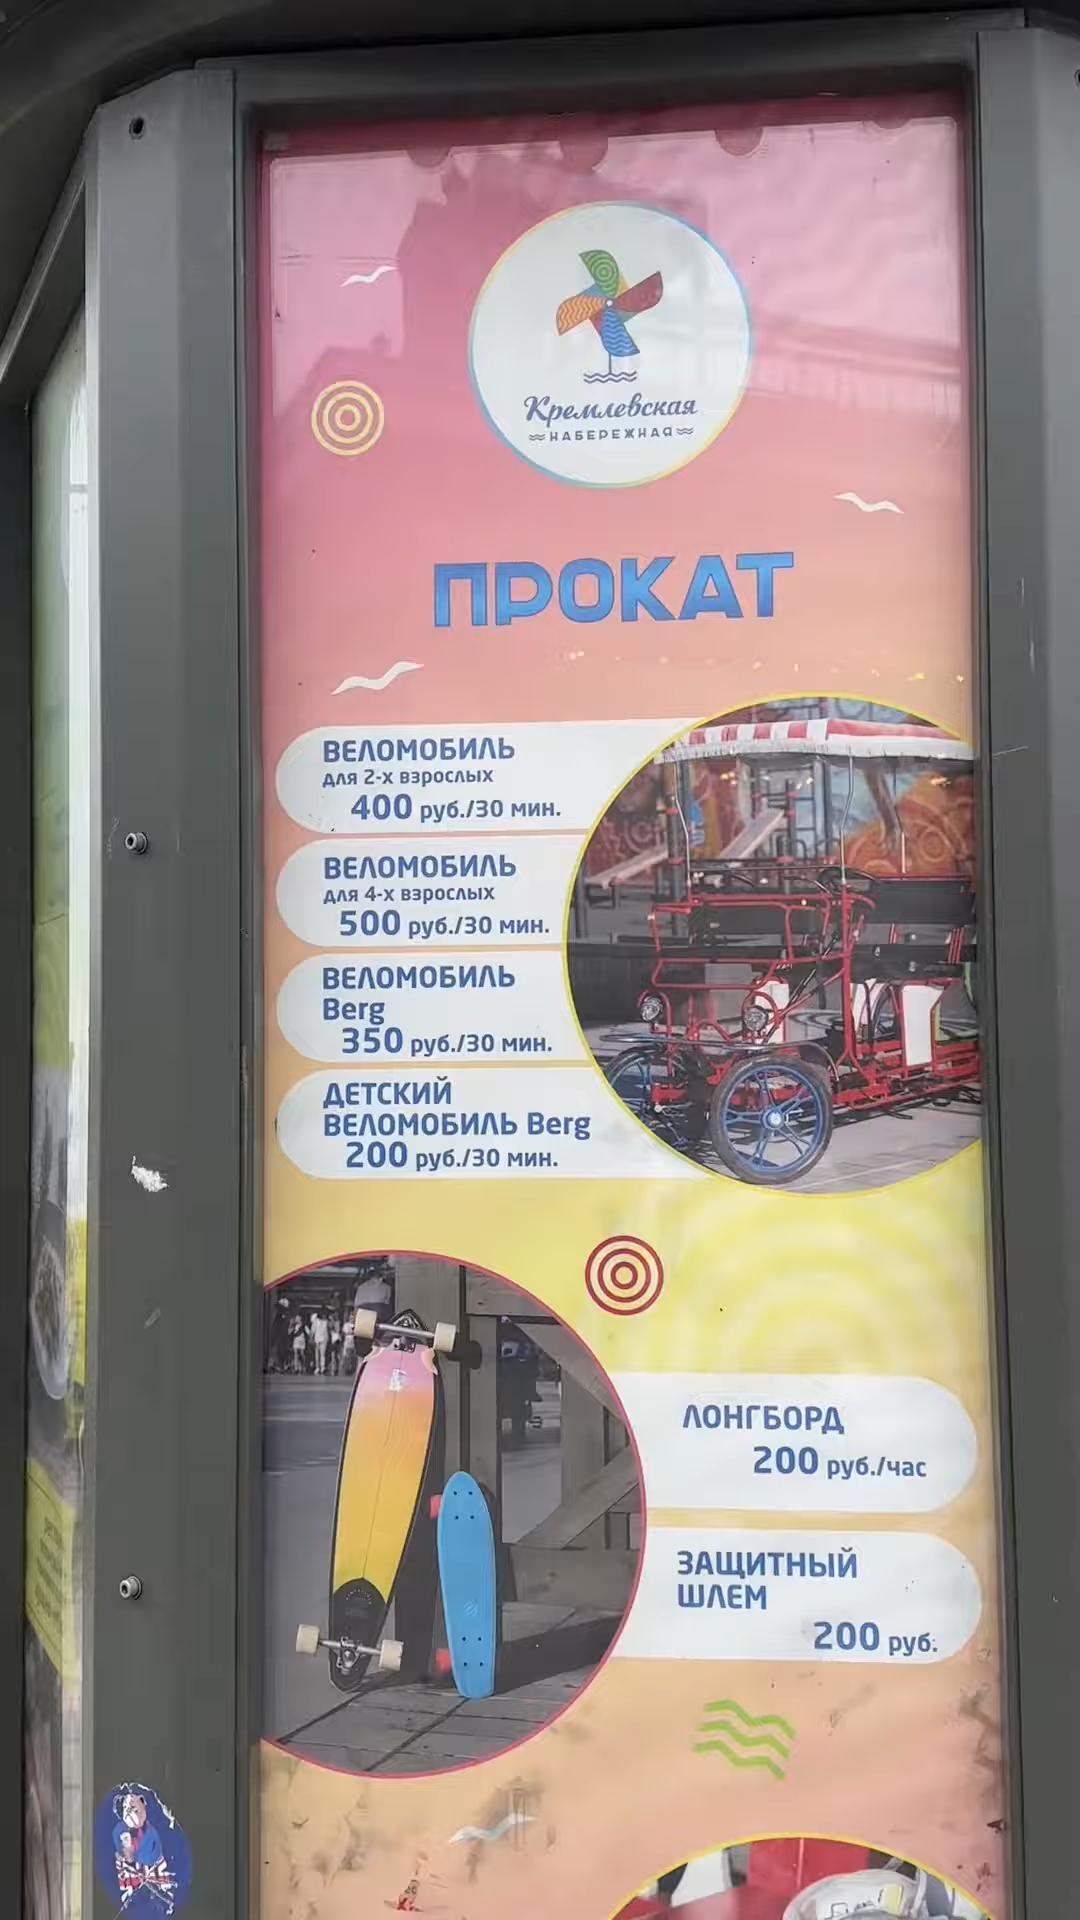 Кремлевская
НАБЕРЕЖНАЯ
ПРОКАТ
ВЕЛОМОБИЛЬ
для 2-х взрослых
400 руб./30 мин.
ВЕЛОМОБИЛЬ
для 4-х взрослых
500 руб./30 мин.
ВЕЛОМОБИЛЬ
Berg
350 руб./30 мин.
ДЕТСКИЙ
ВЕЛОМОБИЛЬ Berg
200 руб./30 мин.
ЛОНГБОРД
200 руб./час
ЗАЩИТНЫЙ
ШЛЕМ
200 руб.